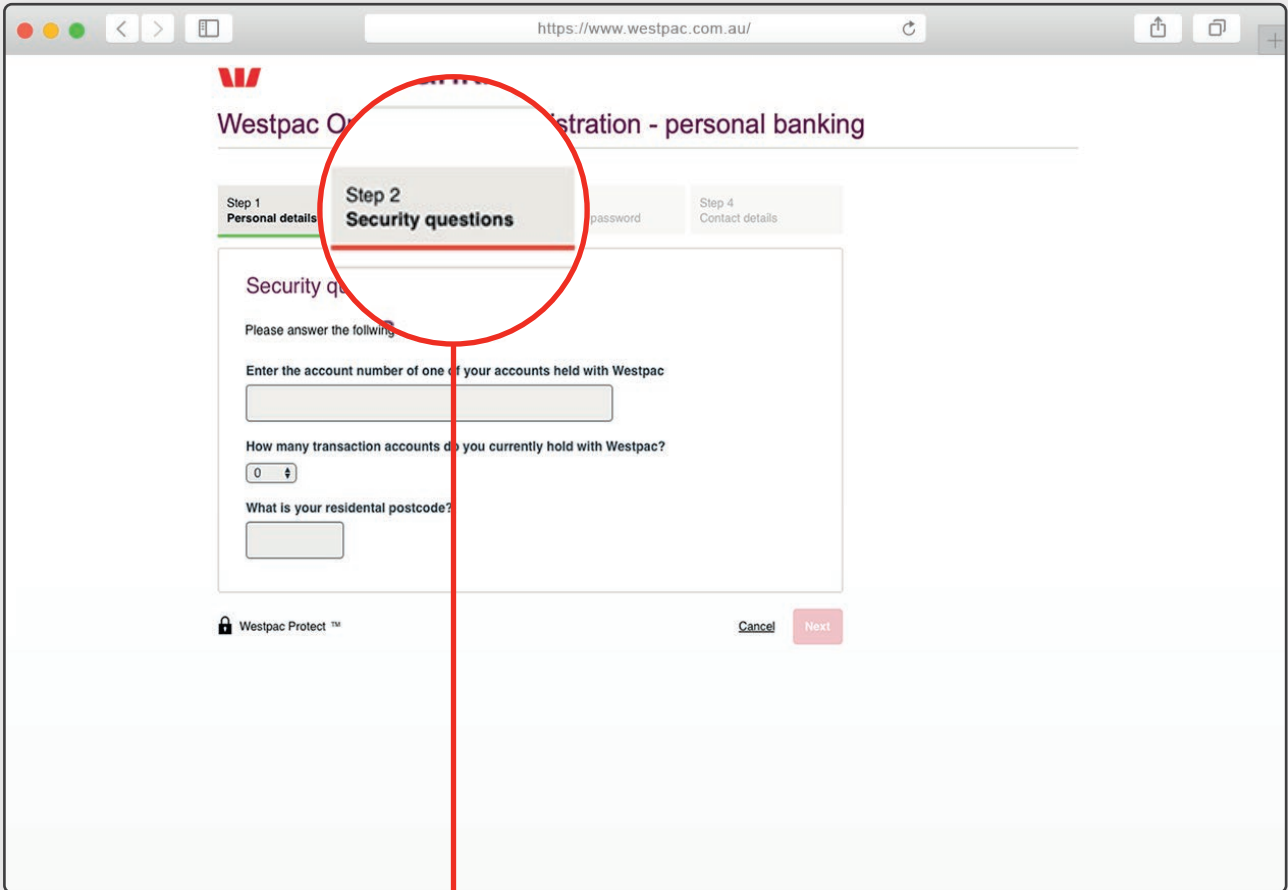 https://www.westpac.com.au/
Westpac O stration - personal banking
Step 1
Personal details
Step 2
Security questions
password
Step 4
Contact details
Security qu
Please answer the follwing
Enter the account number of one of your accounts held with Westpac
How many transaction accounts do you currently hold with Westpac?
0
What is your residental postcode?
Westpac Protect ™
Cancel
Next